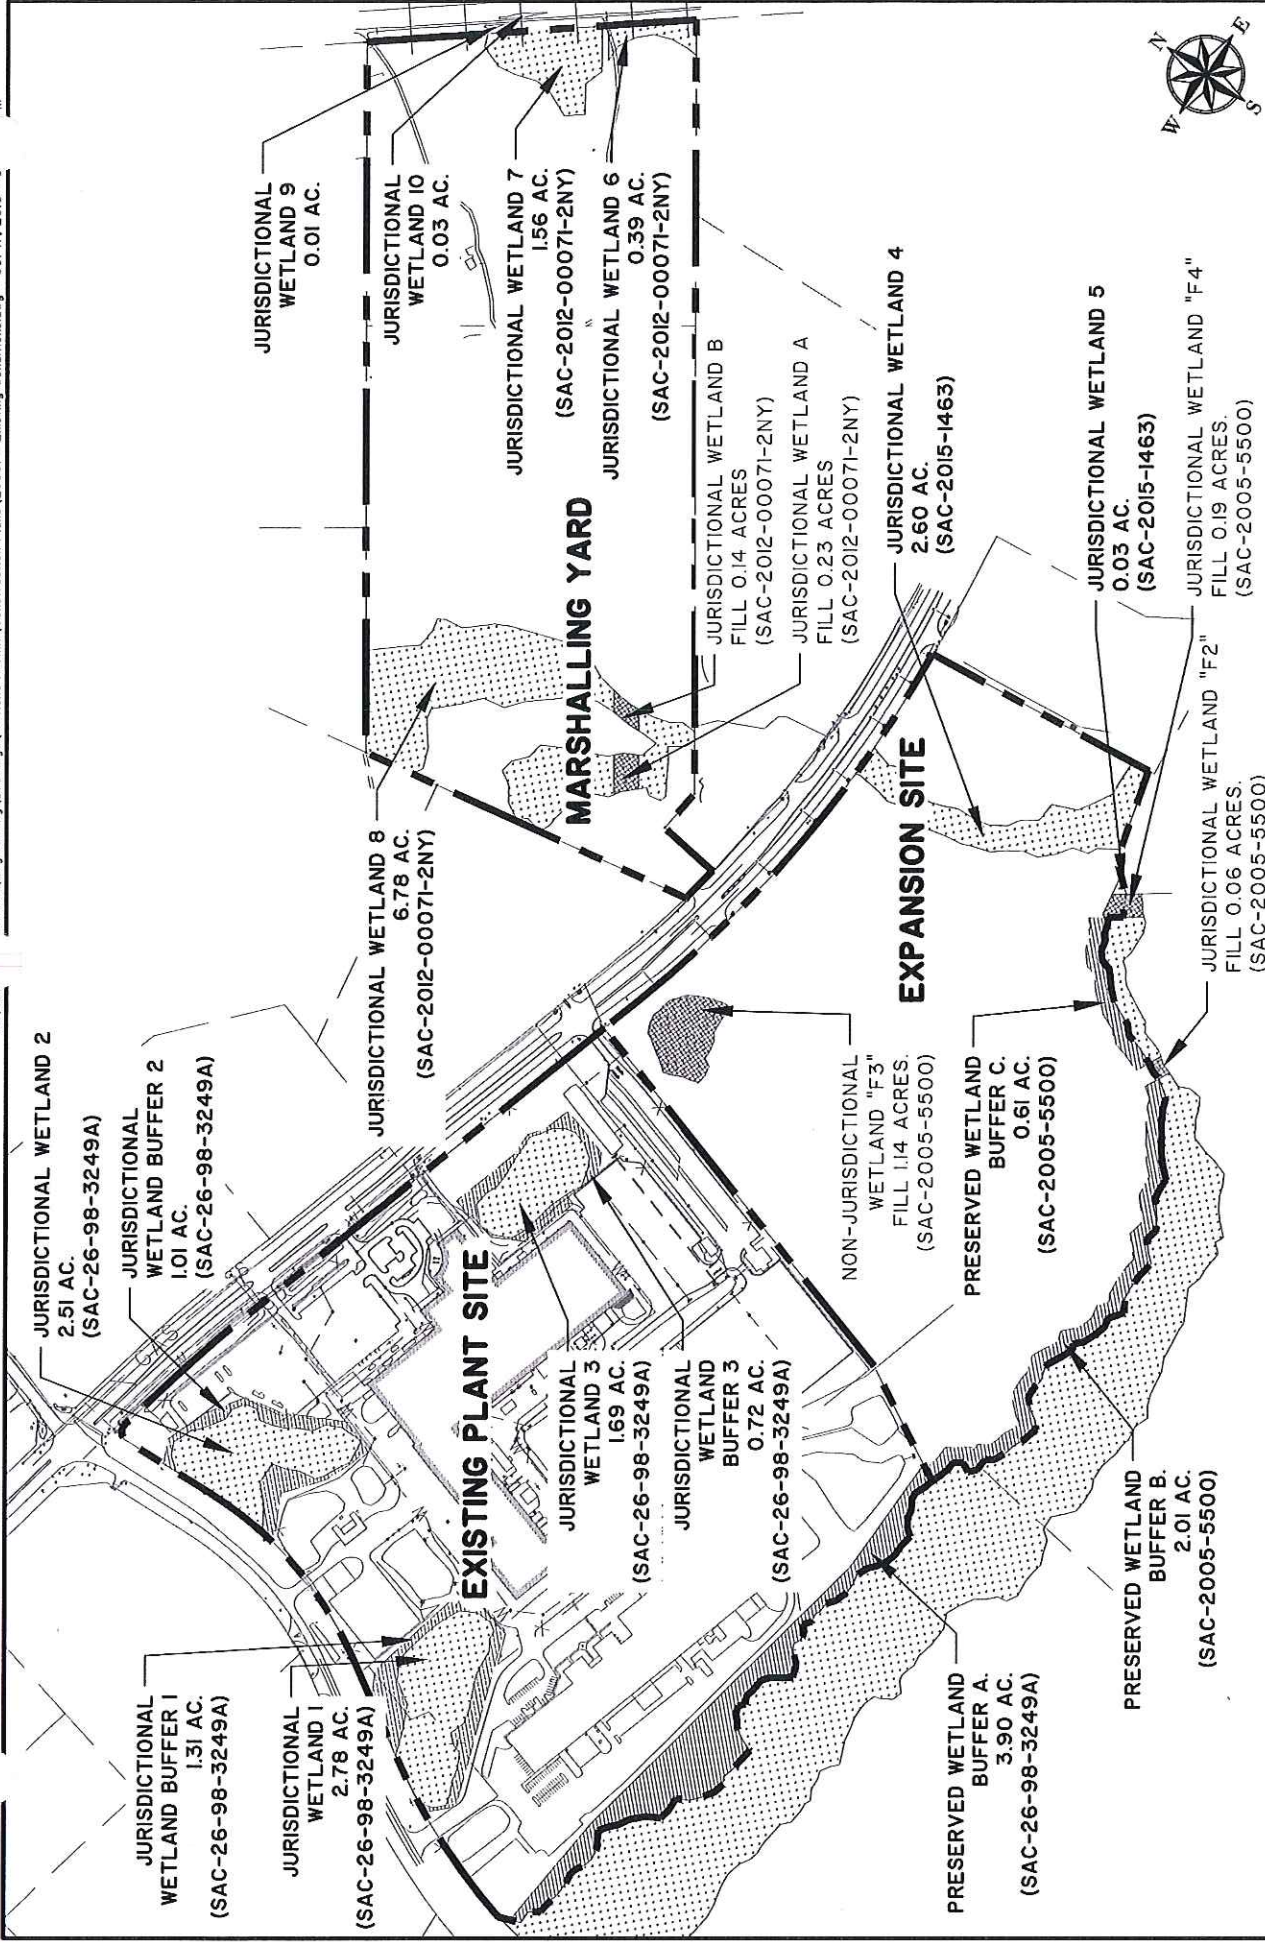 JURISDICTIONAL
WETLAND BUFFER 1
1.31 AC.
(SAC-26-98-3249A)
JURISDICTIONAL
WETLAND 1
2.78 AC.
(SAC-26-98-3249A)
JURISDICTIONAL WETLAND 2
2.51 AC.
(SAC-26-98-3249A)
JURISDICTIONAL
WETLAND BUFFER 2
1.01 AC.
(SAC-26-98-3249A)
EXISTING PLANT SITE
JURISDICTIONAL
WETLAND 3
1.69 AC.
(SAC-26-98-3249A)
JURISDICTIONAL
WETLAND
BUFFER 3
0.72 AC.
(SAC-26-98-3249A)
PRESERVED WETLAND
BUFFER A.
3.90 AC.
(SAC-26-98-3249A)
PRESERVED WETLAND
BUFFER B.
2.01 AC.
(SAC-2005-5500)
JURISDICTIONAL WETLAND 8
6.78 AC.
(SAC-2012-00071-2NY)
NON-JURISDICTIONAL
WETLAND "F3"
FILL 1.14 ACRES.
(SAC-2005-5500)
PRESERVED WETLAND
BUFFER C.
0.61 AC.
(SAC-2005-5500)
EXPANSION SITE
MARSHALLING YARD
JURISDICTIONAL
WETLAND 9
0.01 AC.
JURISDICTIONAL
WETLAND 10
0.03 AC.
JURISDICTIONAL WETLAND 7
1.56 AC.
(SAC-2012-00071-2NY)
JURISDICTIONAL WETLAND 6
0.39 AC.
(SAC-2012-00071-2NY)
JURISDICTIONAL WETLAND B
FILL 0.14 ACRES
(SAC-2012-00071-2NY)
JURISDICTIONAL WETLAND A
FILL 0.23 ACRES
(SAC-2012-00071-2NY)
JURISDICTIONAL WETLAND 4
2.60 AC.
(SAC-2015-1463)
JURISDICTIONAL WETLAND 5
0.03 AC.
(SAC-2015-1463)
JURISDICTIONAL WETLAND "F4"
FILL 0.19 ACRES.
(SAC-2005-5500)
JURISDICTIONAL WETLAND "F2"
FILL 0.06 ACRES.
(SAC-2005-5500)
N
E
S
W